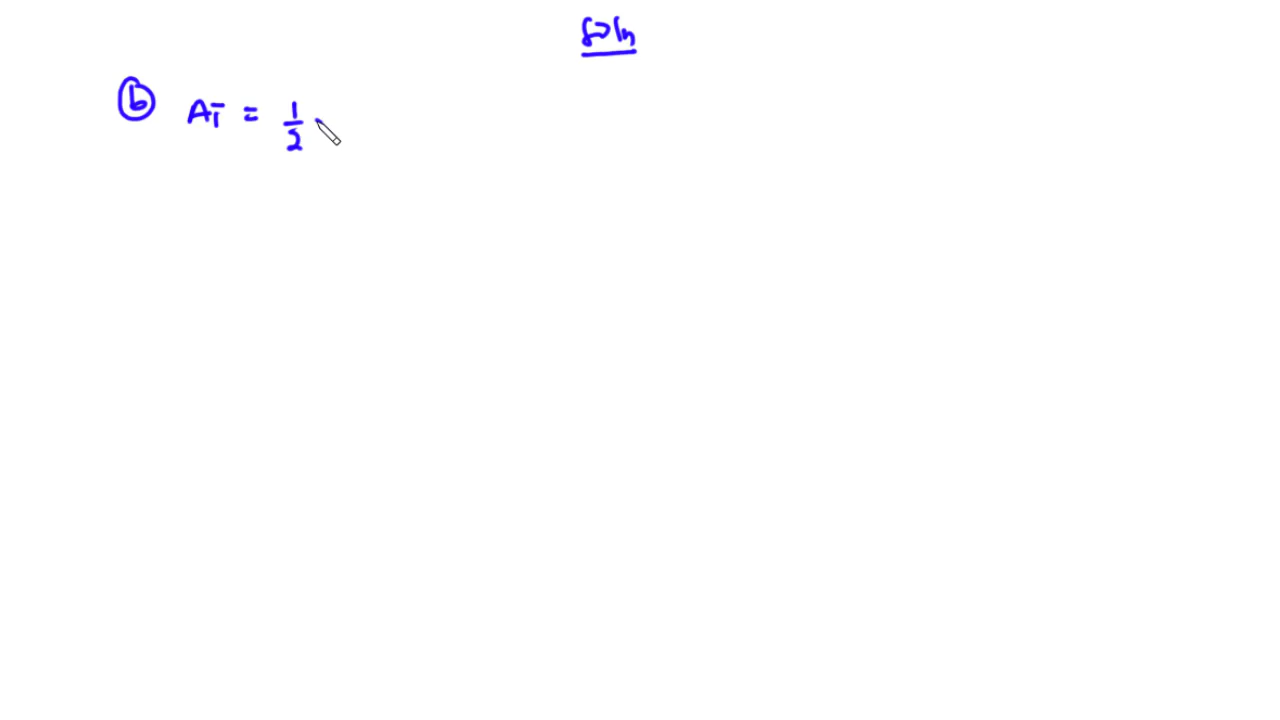 Soln
(b) AT = 1/2